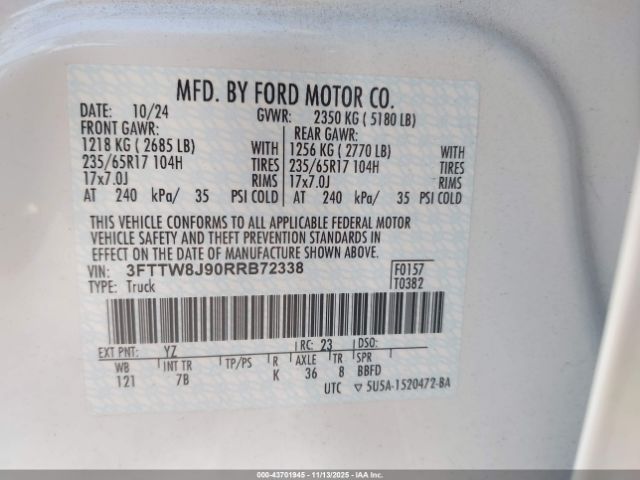 MFD. BY FORD MOTOR CO.
DATE: 10/24 GVWR: 2350 KG ( 5180 LB)
FRONT GAWR: REAR GAWR:
1218 KG ( 2685 LB) WITH 1256 KG ( 2770 LB) WITH
235/65R17 104H TIRES 235/65R17 104H TIRES
17x7.0J RIMS 17x7.0J RIMS
AT 240 kPa/ 35 PSI COLD AT 240 kPa/ 35 PSI COLD
THIS VEHICLE CONFORMS TO ALL APPLICABLE FEDERAL MOTOR
VEHICLE SAFETY AND THEFT PREVENTION STANDARDS IN
EFFECT ON THE DATE OF MANUFACTURE SHOWN ABOVE.
VIN: 3FTTW8J90RRB72338 F0157
TYPE: Truck T0382
EXT PNT: YZ RC: 23 DSO:
WB INT TR TP/PS R AXLE TR SPR
121 7B K 36 8 BBFD
UTC ▽ 5U5A-1520472-BA
000-43701945 - 11/13/2025 - IAAI.com